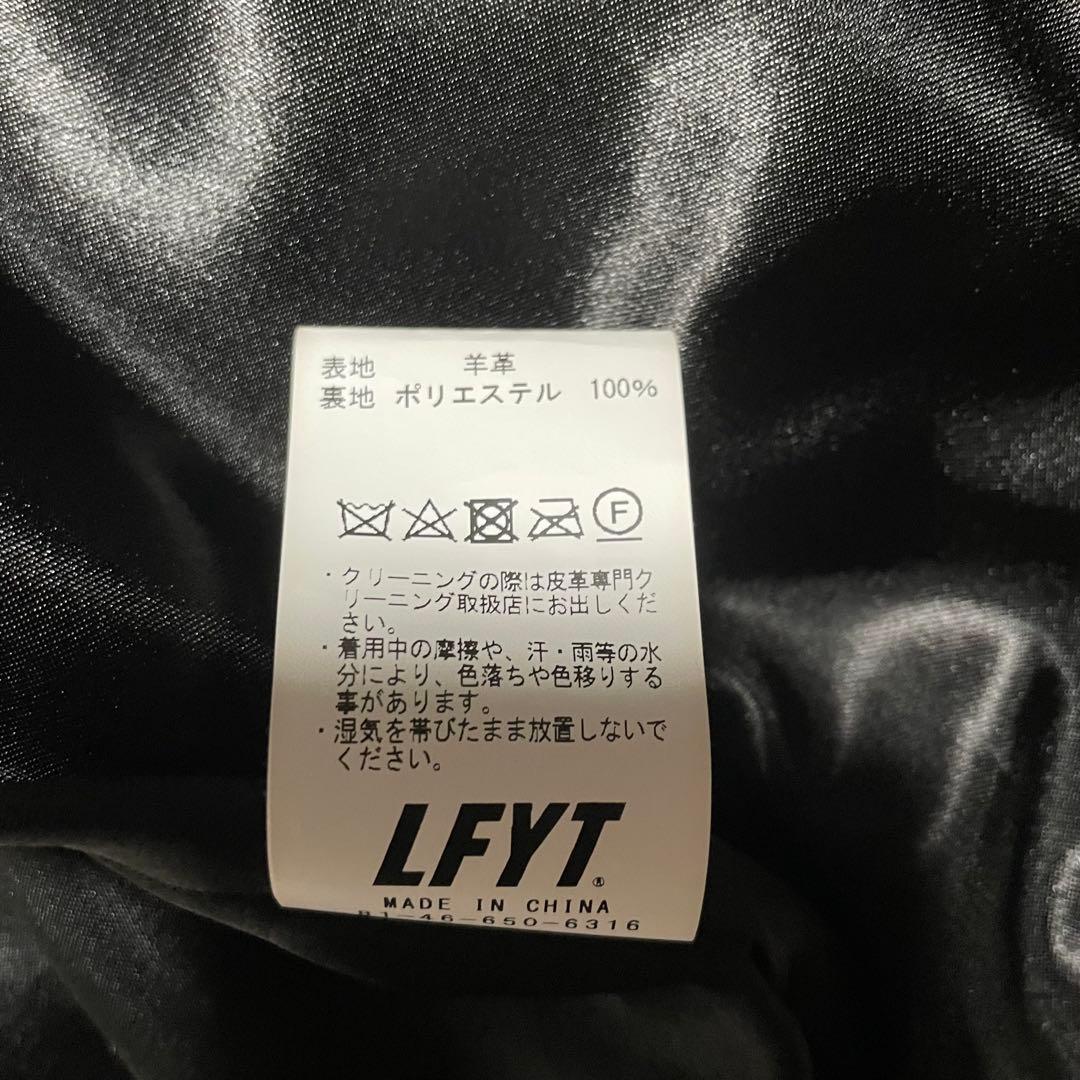 表地 羊革
裏地 ポリエステル 100%
F
・クリーニングの際は皮革専門ク
リーニング取扱店にお出しくだ
さい。
・着用中の摩擦や、汗・雨等の水
分により、色落ちや色移りする
事があります。
・湿気を帯びたまま放置しないで
ください。
LFYT®
MADE IN CHINA
01-46-650-6316